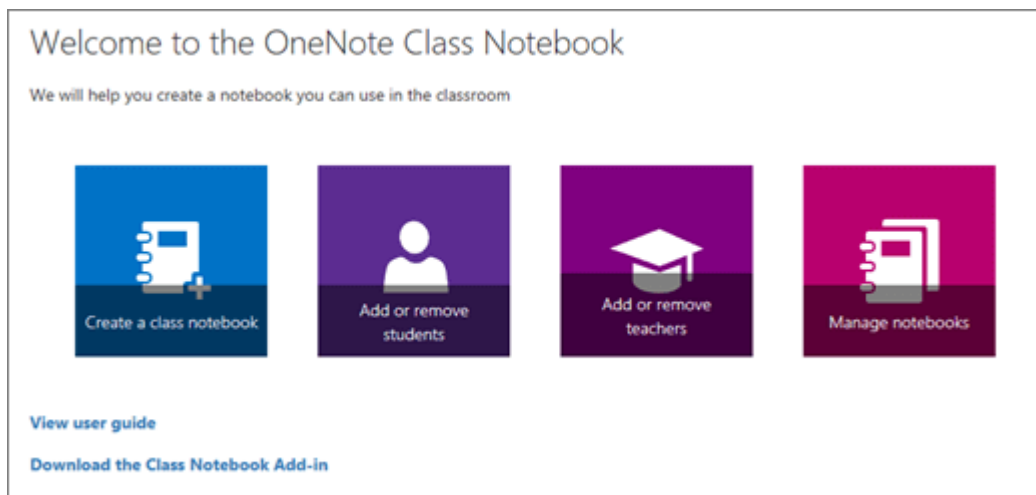 Welcome to the OneNote Class Notebook
We will help you create a notebook you can use in the classroom
Create a class notebook
Add or remove
students
Add or remove
teachers
Manage notebooks
View user guide
Download the Class Notebook Add-in